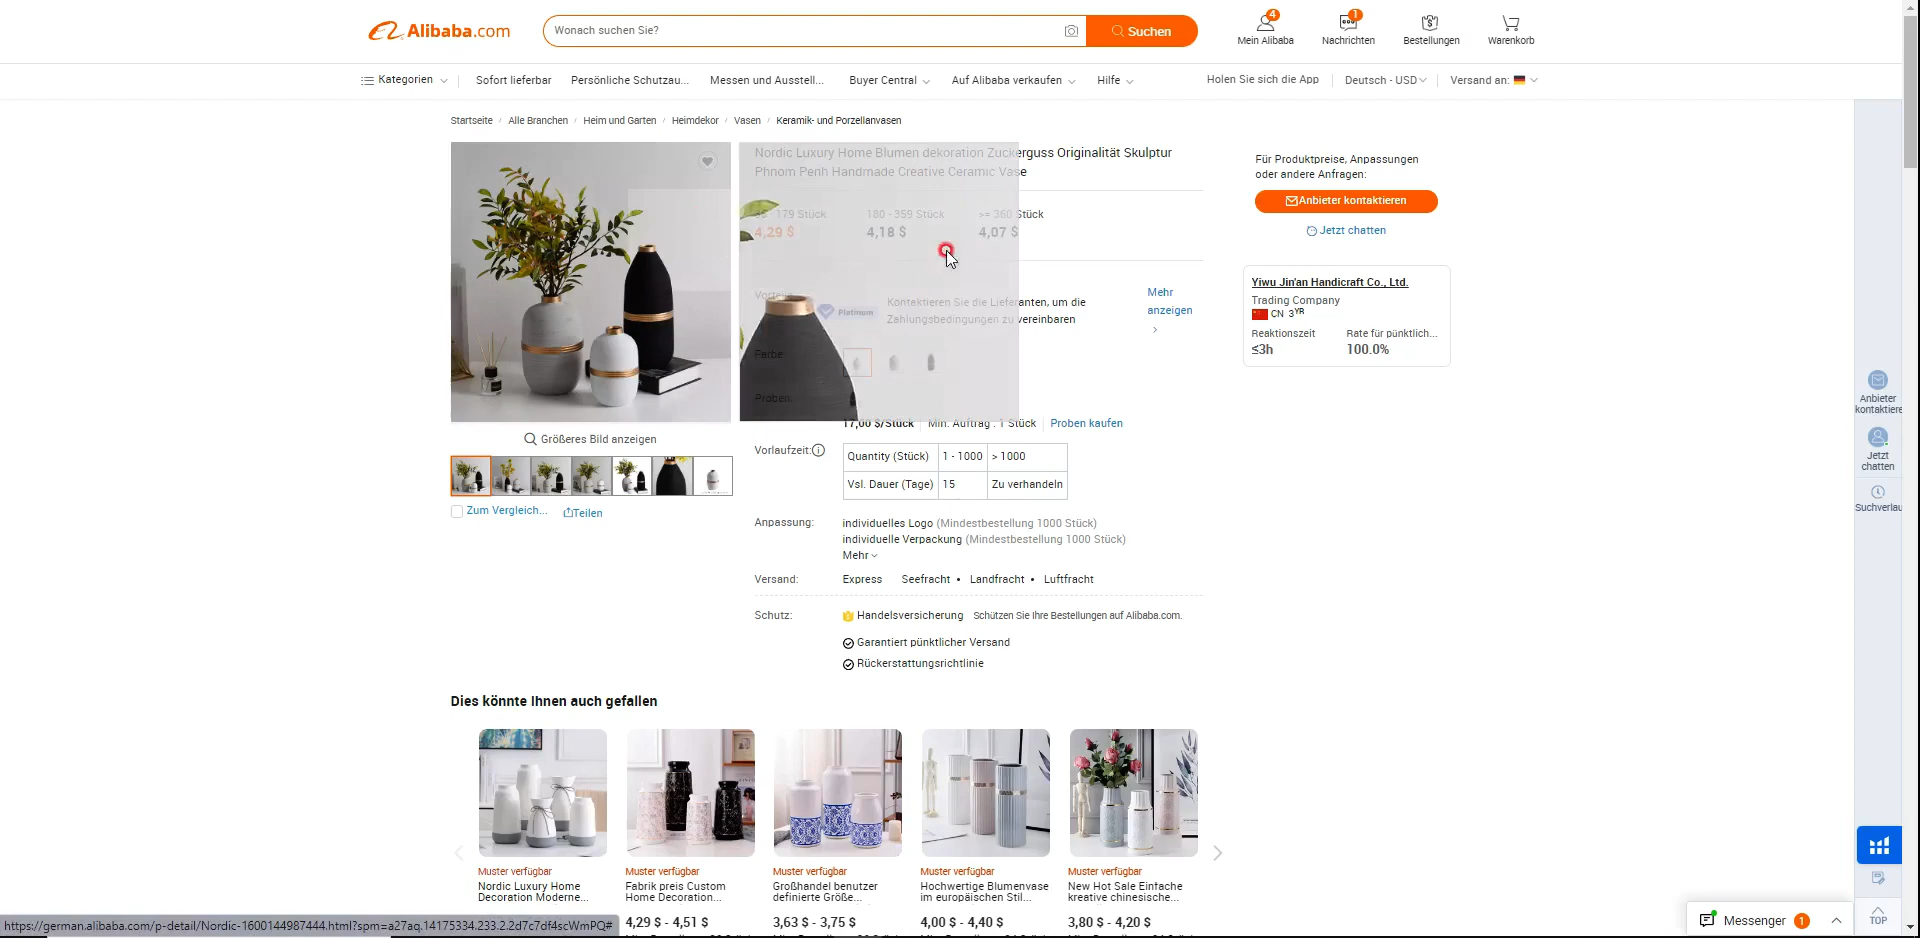 Alibaba.com
Wonach suchen Sie?
Suchen
4
Mein Alibaba
1
Nachrichten
Bestellungen
Warenkorb
Kategorien
Sofort lieferbar
Persönliche Schutzau...
Messen und Ausstell...
Buyer Central
Auf Alibaba verkaufen
Hilfe
Holen Sie sich die App
Deutsch - USD
Versand an:
Startseite / Alle Branchen / Heim und Garten / Heimdekor / Vasen / Keramik- und Porzellanvasen
Nordic Luxury Home Blumen dekoration Zuckerguss Originalität Skulptur
Phnom Penh Handmade Creative Ceramic Vase
179 Stück
180 - 359 Stück
>= 360 Stück
4,29 $
4,18 $
4,07 $
Platinum
Kontaktieren Sie die Lieferanten, um die
Zahlungsbedingungen zu vereinbaren
Mehr
anzeigen
Farbe
Proben:
17,00 $/Stück
Min. Auftrag : 1 Stück
Proben kaufen
Vorlaufzeit:
Quantity (Stück) 1 - 1000 > 1000
Vsl. Dauer (Tage) 15 Zu verhandeln
Anpassung:
individuelles Logo (Mindestbestellung 1000 Stück)
individuelle Verpackung (Mindestbestellung 1000 Stück)
Mehr
Versand:
Express Seefracht • Landfracht • Luftfracht
Schutz:
Handelsversicherung Schützen Sie Ihre Bestellungen auf Alibaba.com.
Garantiert pünktlicher Versand
Rückerstattungsrichtlinie
Größeres Bild anzeigen
Zum Vergleich...
Teilen
Für Produktpreise, Anpassungen
oder andere Anfragen:
Anbieter kontaktieren
Jetzt chatten
Yiwu Jin'an Handicraft Co., Ltd.
Trading Company
CN 3YR
Reaktionszeit
Rate für pünktlich...
≤3h
100.0%
Anbieter
kontaktiere
Jetzt
chatten
Suchverlau
Dies könnte Ihnen auch gefallen
Muster verfügbar
Nordic Luxury Home
Decoration Moderne...
Muster verfügbar
Fabrik preis Custom
Home Decoration...
4,29 $ - 4,51 $
Muster verfügbar
Großhandel benutzer
definierte Größe...
3,63 $ - 3,75 $
Muster verfügbar
Hochwertige Blumenvase
im europäischen Stil...
4,00 $ - 4,40 $
Muster verfügbar
New Hot Sale Einfache
kreative chinesische...
3,80 $ - 4,20 $
TOP
Messenger 1
https://german.alibaba.com/p-detail/Nordic-1600144987444.html?spm=a27aq.14175334.233.2.2d7c7df4scWmPQ#